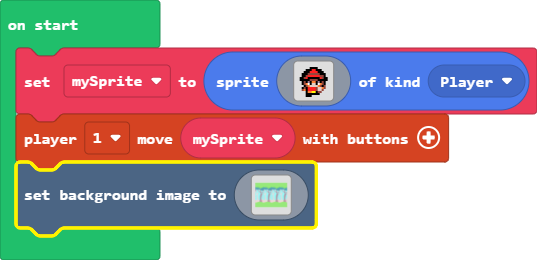 on start
set mySprite to sprite of kind Player
player 1 move mySprite with buttons
set background image to